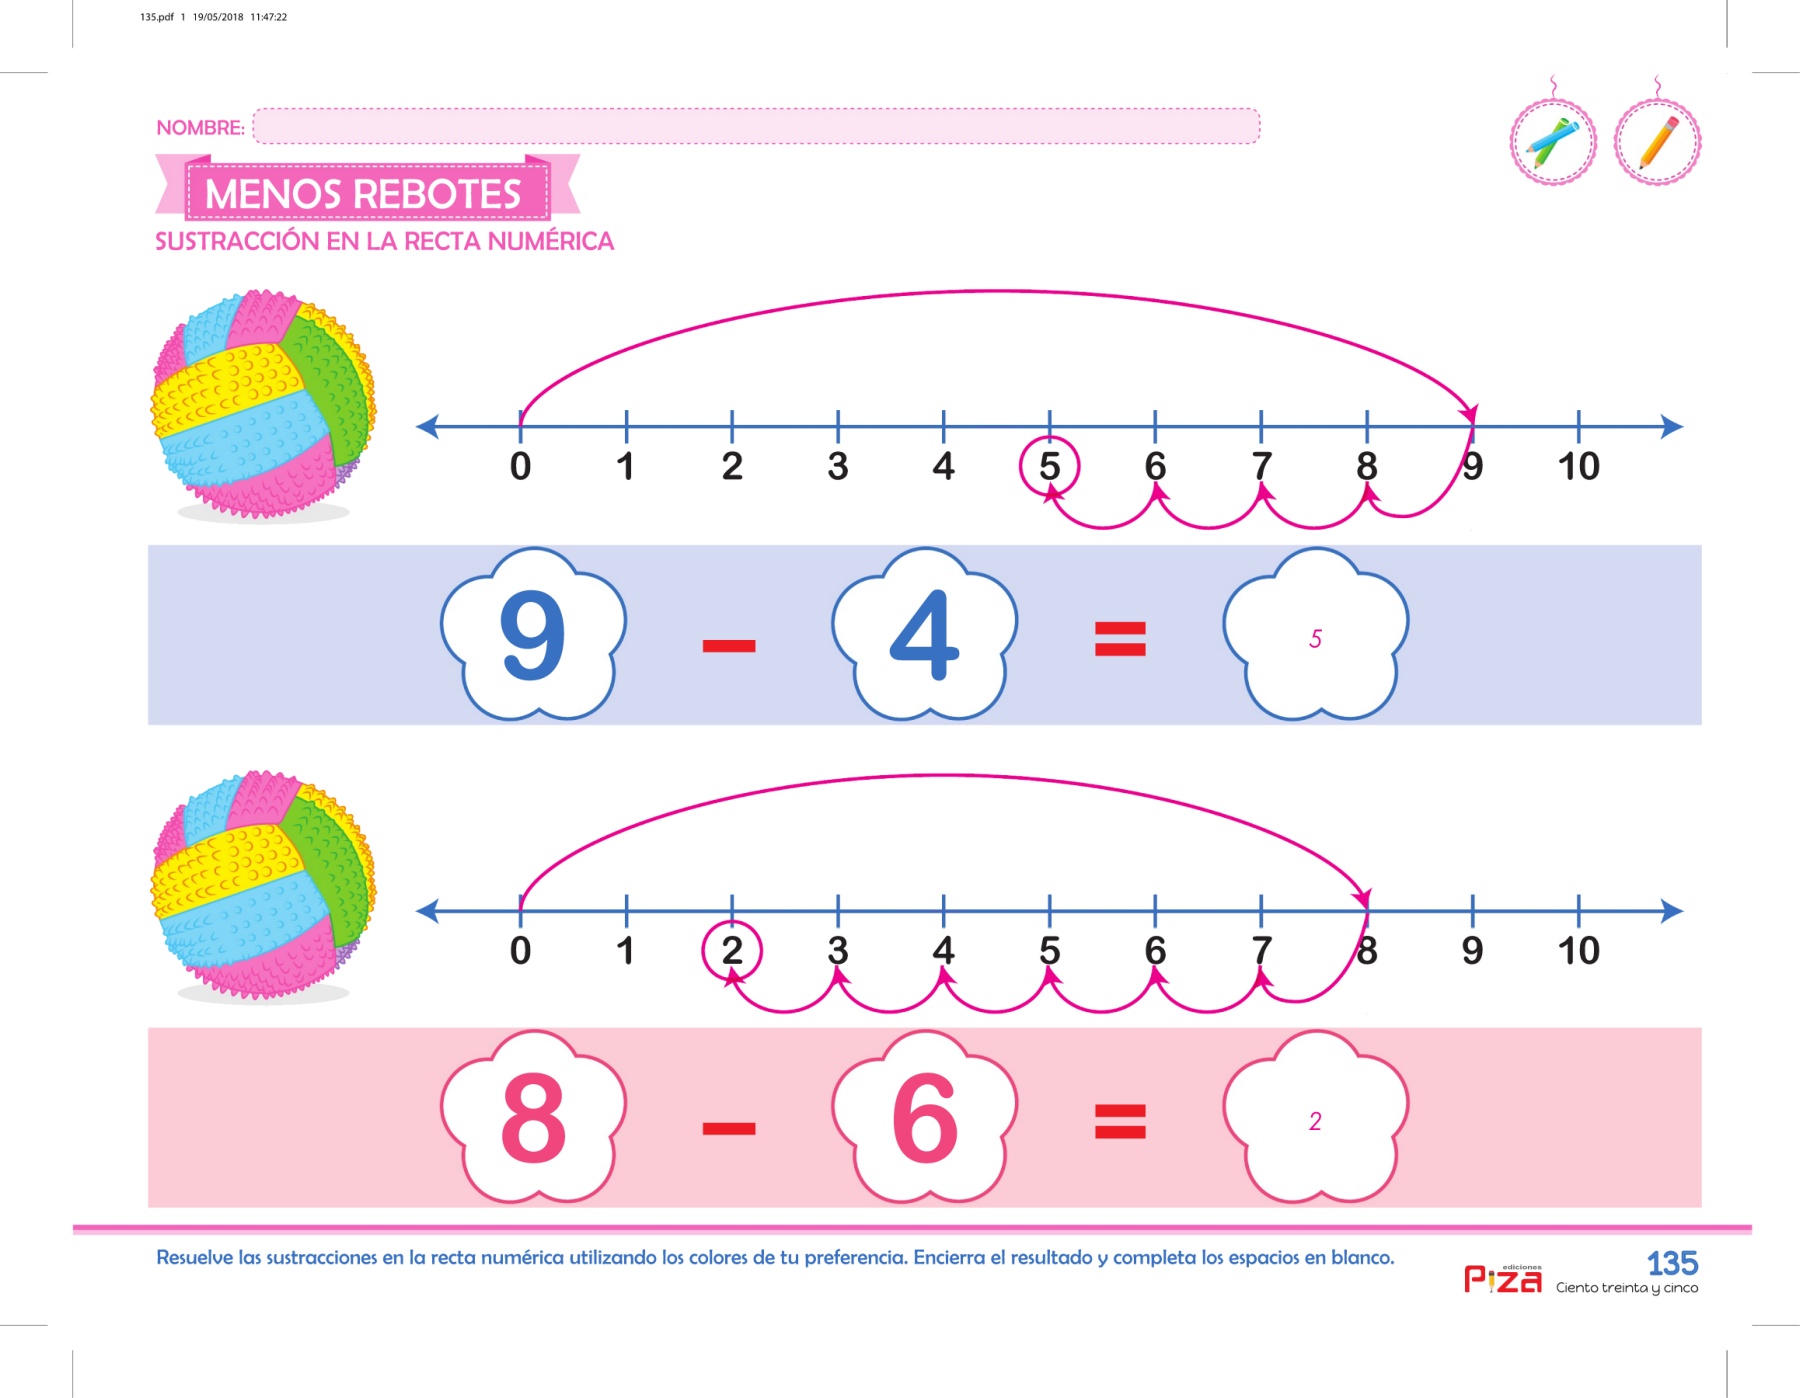 135.pdf 1 19/05/2018 11:47:22
NOMBRE:
MENOS REBOTES
SUSTRACCIÓN EN LA RECTA NUMÉRICA
0 1 2 3 4 5 6 7 8 9 10
9 – 4 = 5
0 1 2 3 4 5 6 7 8 9 10
8 – 6 = 2
Resuelve las sustracciones en la recta numérica utilizando los colores de tu preferencia. Encierra el resultado y completa los espacios en blanco.
ediciones
Piza
135
Ciento treinta y cinco